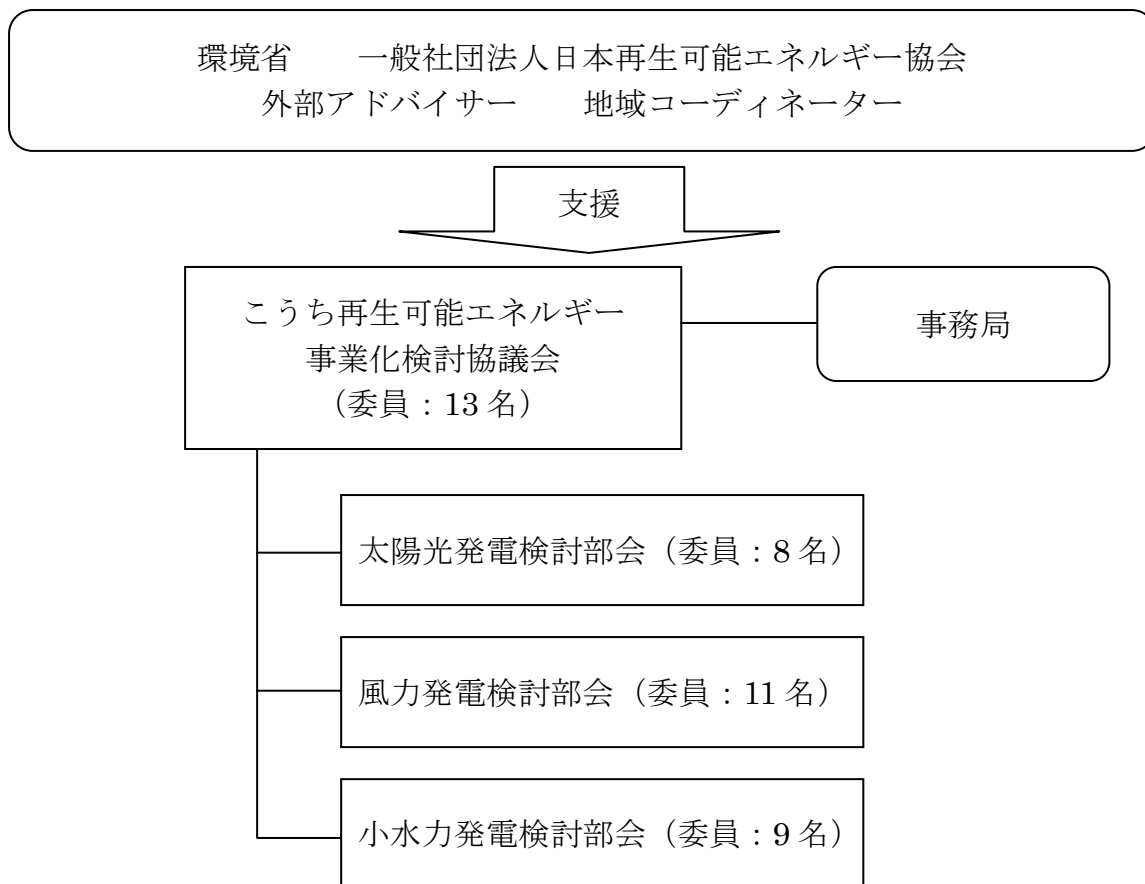 環境省　　一般社団法人日本再生可能エネルギー協会
外部アドバイサー　　地域コーディネーター
支援
こうち再生可能エネルギー
事業化検討協議会
（委員：13 名）
事務局
太陽光発電検討部会（委員：8 名）
風力発電検討部会（委員：11 名）
小水力発電検討部会（委員：9 名）